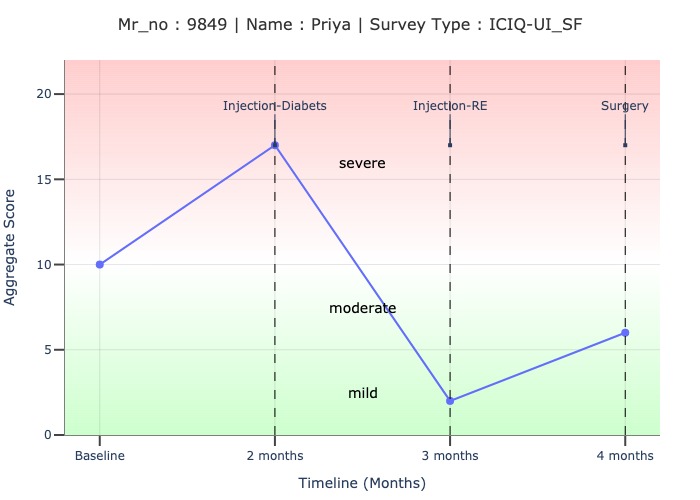 Mr_no : 9849 | Name : Priya | Survey Type : ICIQ-UI_SF
Aggregate Score
20
15
10
5
0
Injection-Diabets
Injection-RE
Surgery
severe
moderate
mild
Baseline
2 months
3 months
4 months
Timeline (Months)